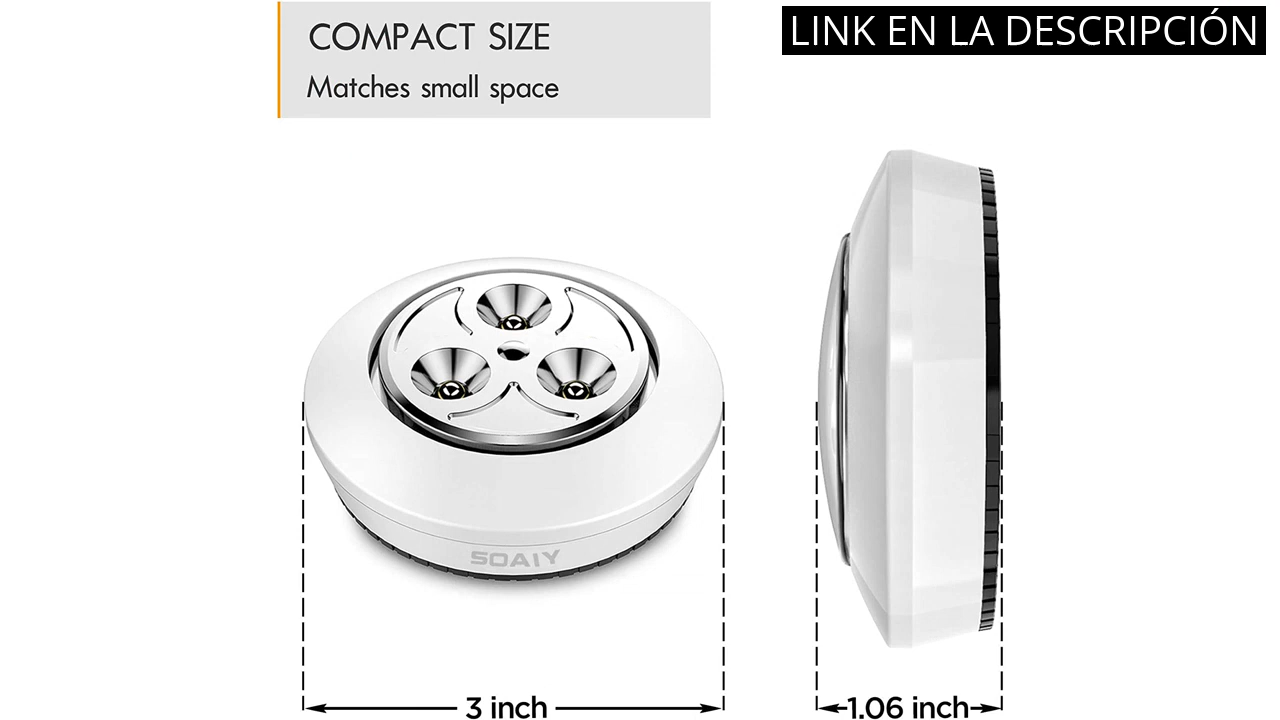 COMPACT SIZE
Matches small space
LINK EN LA DESCRIPCIÓN
SOAIY
3 inch
1.06 inch